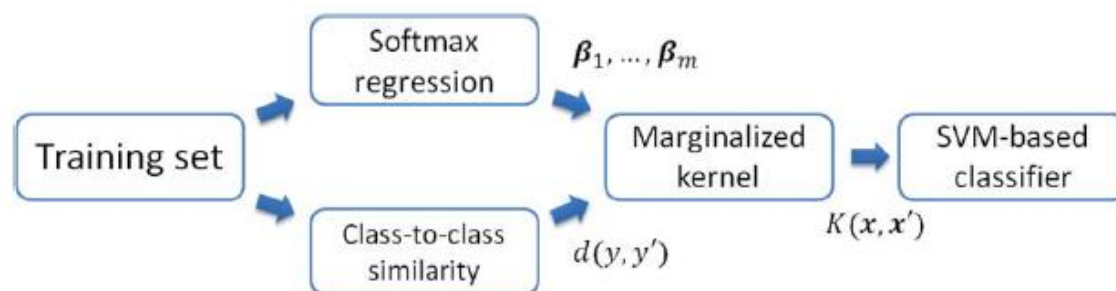 Training set
Softmax
regression
β₁, …, βₘ
Class-to-class
similarity
d(y, y′)
Marginalized
kernel
K(x, x′)
SVM-based
classifier